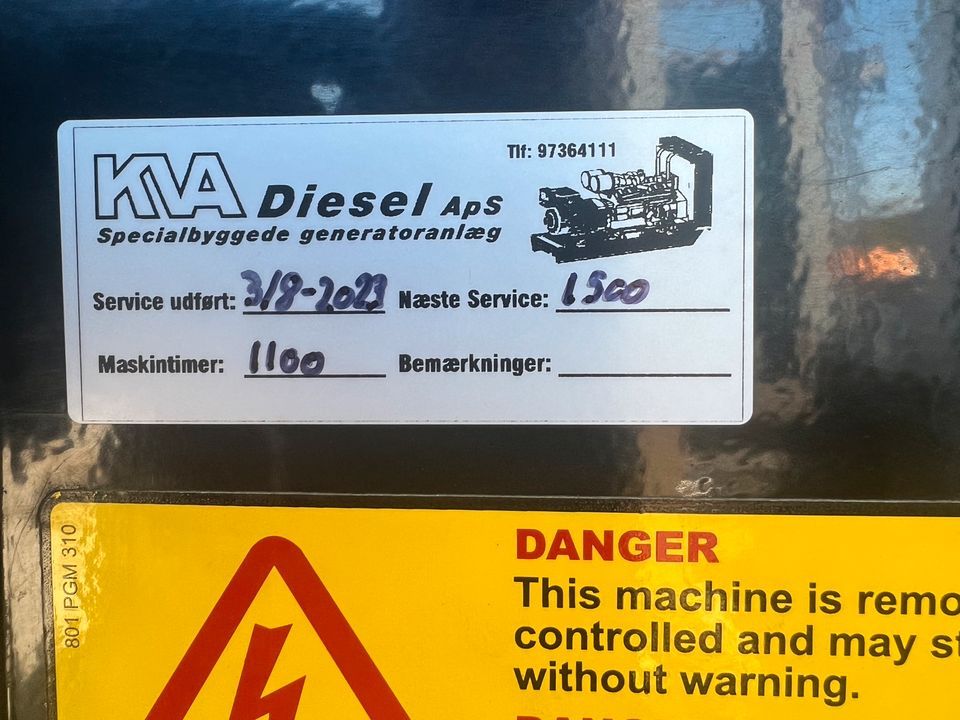 KVA Diesel ApS
Specialbyggede generatoranlæg
Tlf: 97364111
Service udført: 3/8-2023 Næste Service: 1500
Maskintimer: 1100 Bemærkninger:
801 PGM 310
DANGER
This machine is remo
controlled and may st
without warning.